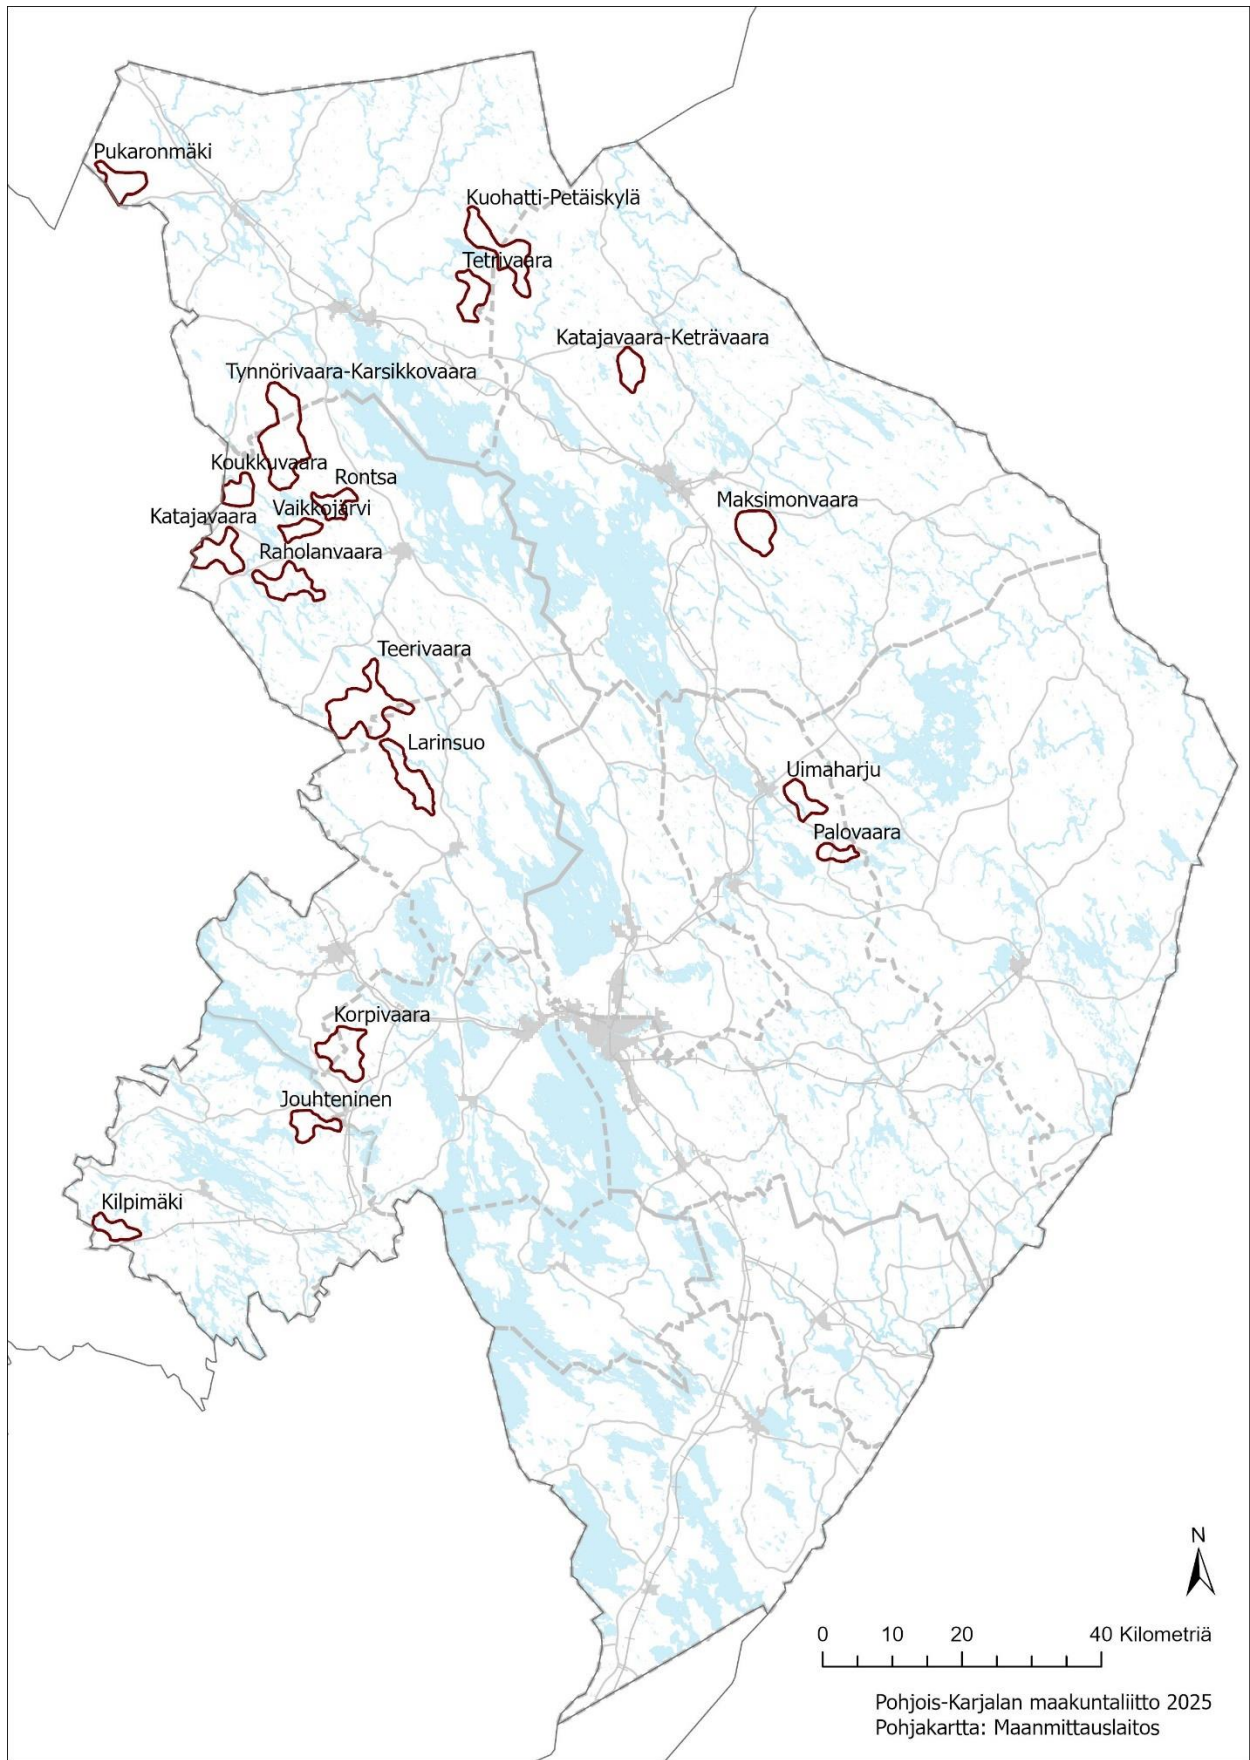 Pukaronmäki
Kuohatti-Petäiskylä
Tetrivaara
Katajavaara-Keträvaara
Tynnörivaara-Karsikkovaara
Koukkuvaara
Rontsa
Maksimonvaara
Vaikkojärvi
Katajavaara
Raholanvaara
Teerivaara
Larinsuo
Uimaharju
Palovaara
Korpivaara
Jouhteninen
Kilpimäki
N
0 10 20 40 Kilometriä
Pohjois-Karjalan maakuntaliitto 2025
Pohjakartta: Maanmittauslaitos